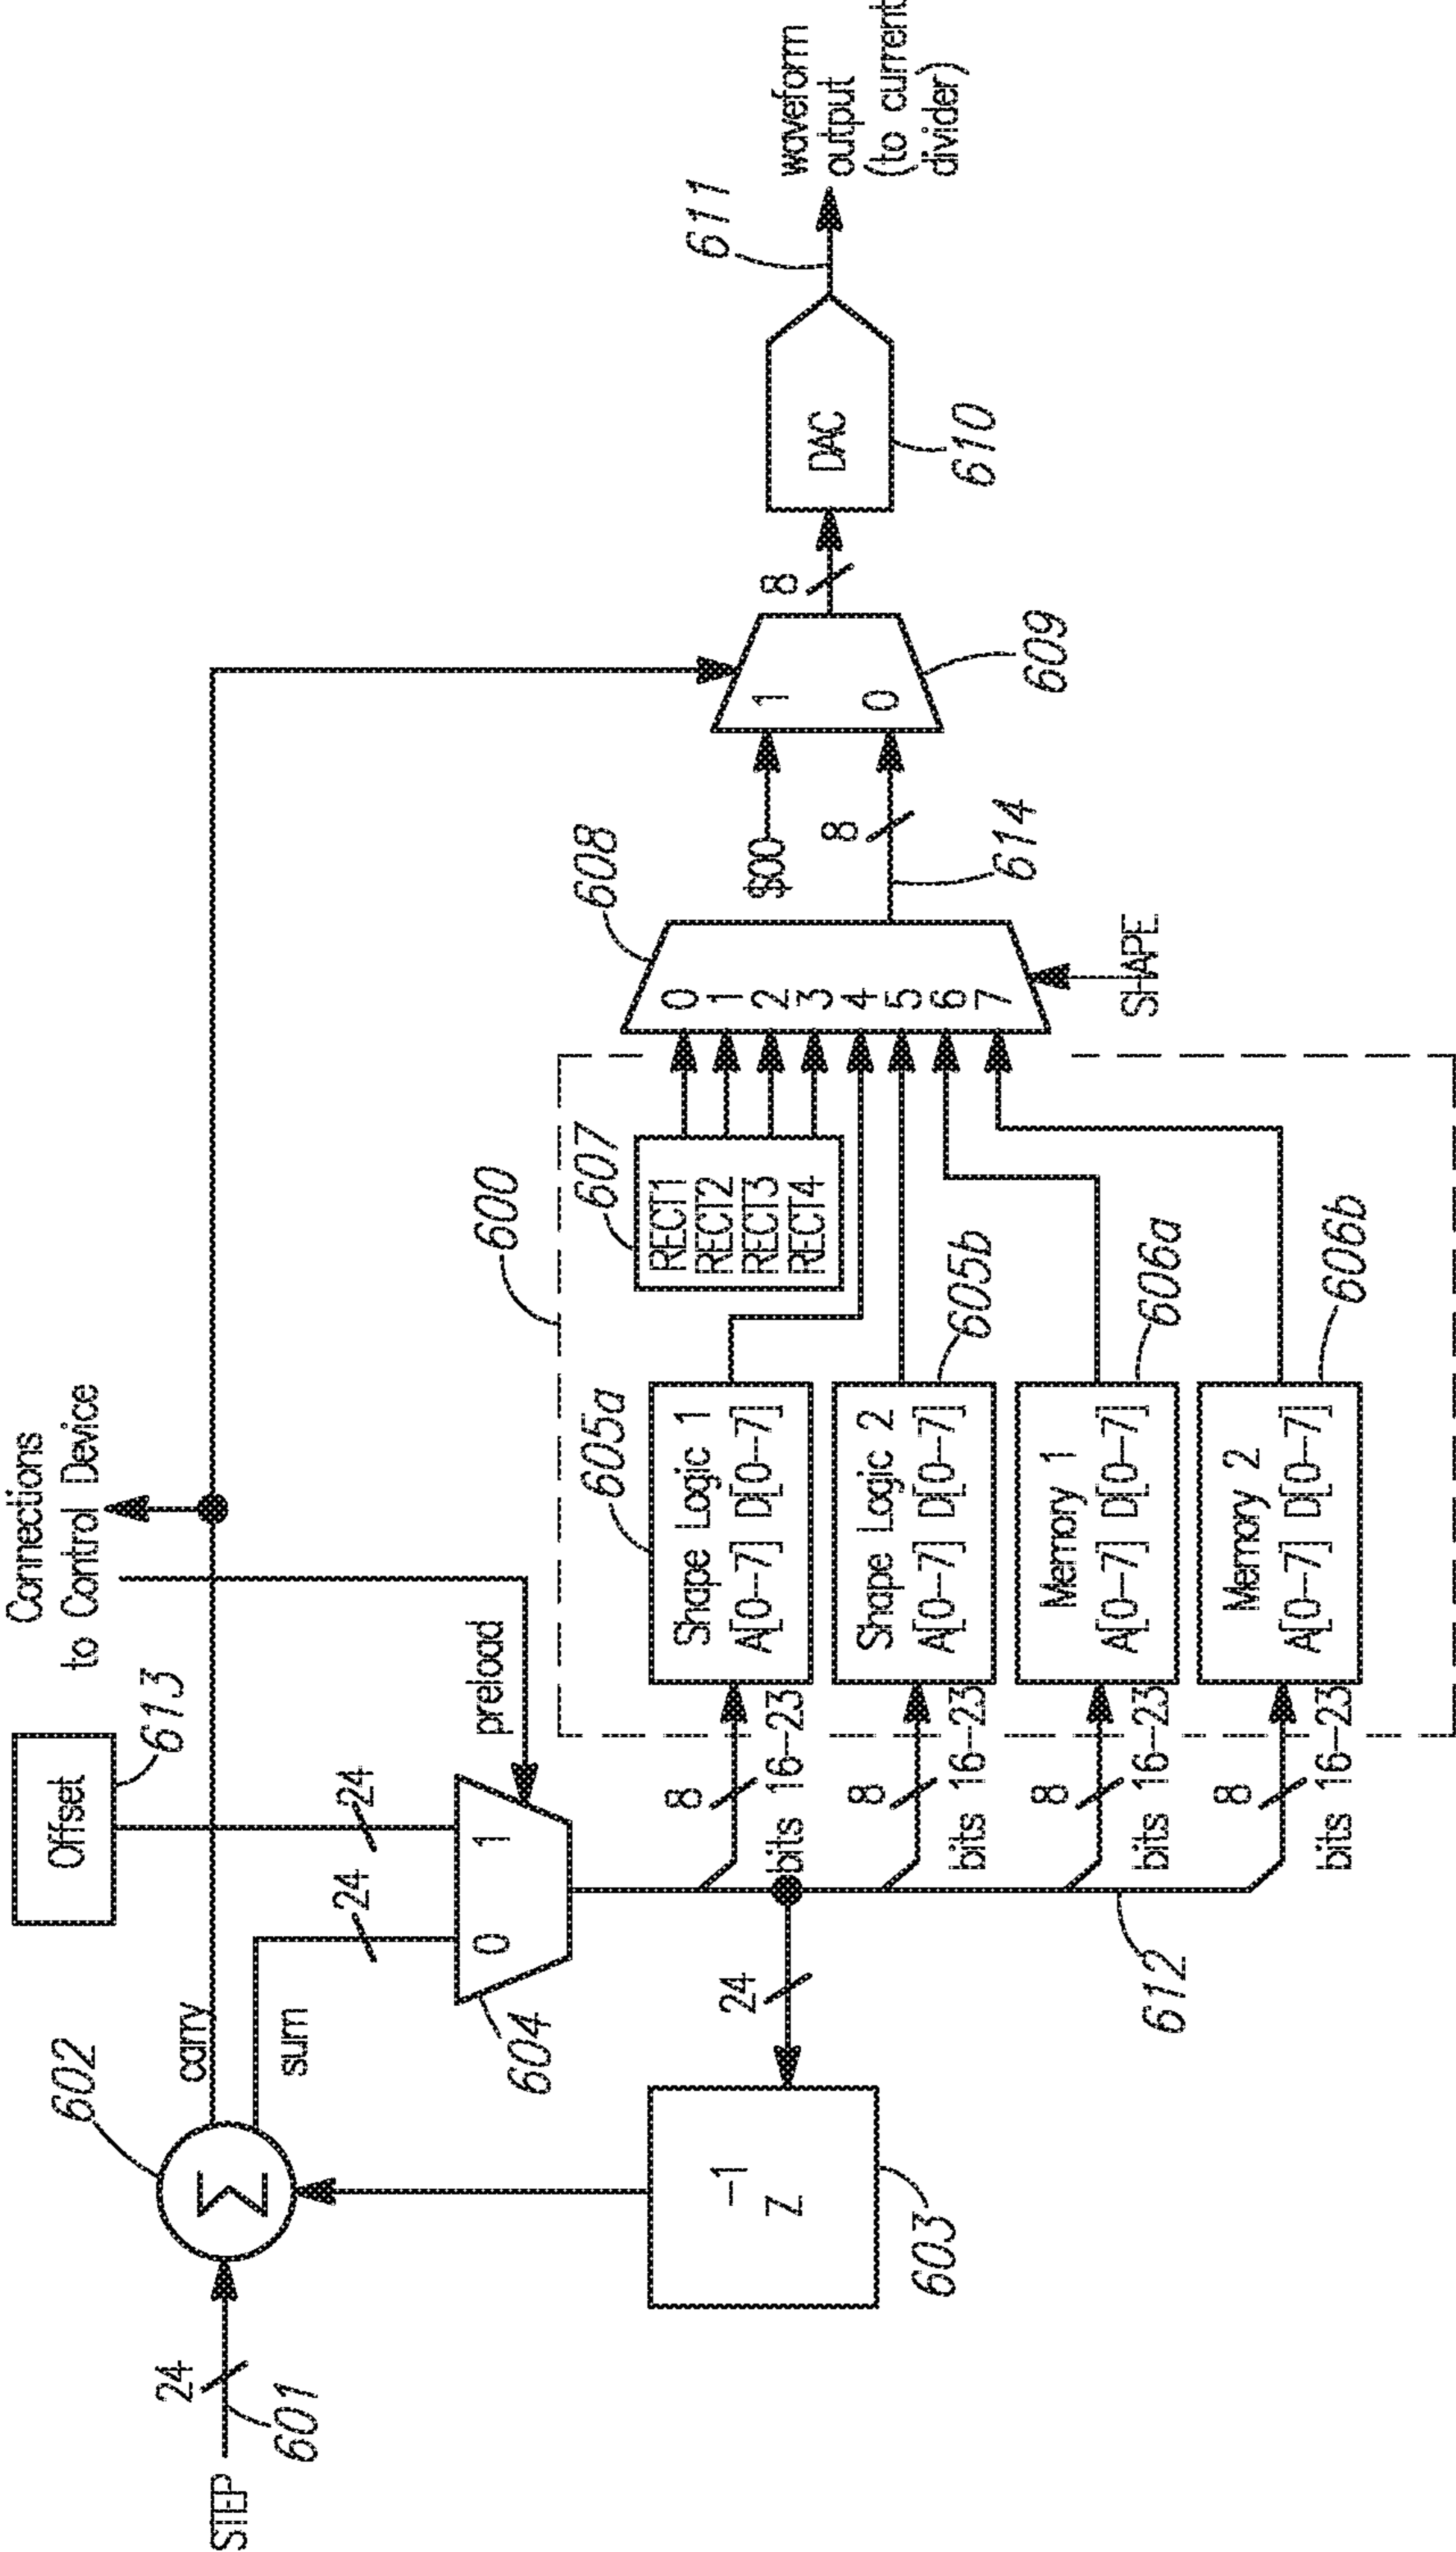 STEP
24
601
602
Σ
carry
sum
Offset
613
Connections
to Control Device
24
24
0 1
604
preload
z⁻¹
603
24
612
8
bits 16-23
8
bits 16-23
8
bits 16-23
8
bits 16-23
600
605a
Shape Logic 1
A[0-7] D[0-7]
Shape Logic 2
A[0-7] D[0-7]
605b
Memory 1
A[0-7] D[0-7]
606a
Memory 2
A[0-7] D[0-7]
606b
607
RECT1
RECT2
RECT3
RECT4
608
0
1
2
3
4
5
6
7
SHAPE
$00
8
614
1
0
609
8
DAC
610
611
waveform
output
(to current
divider)